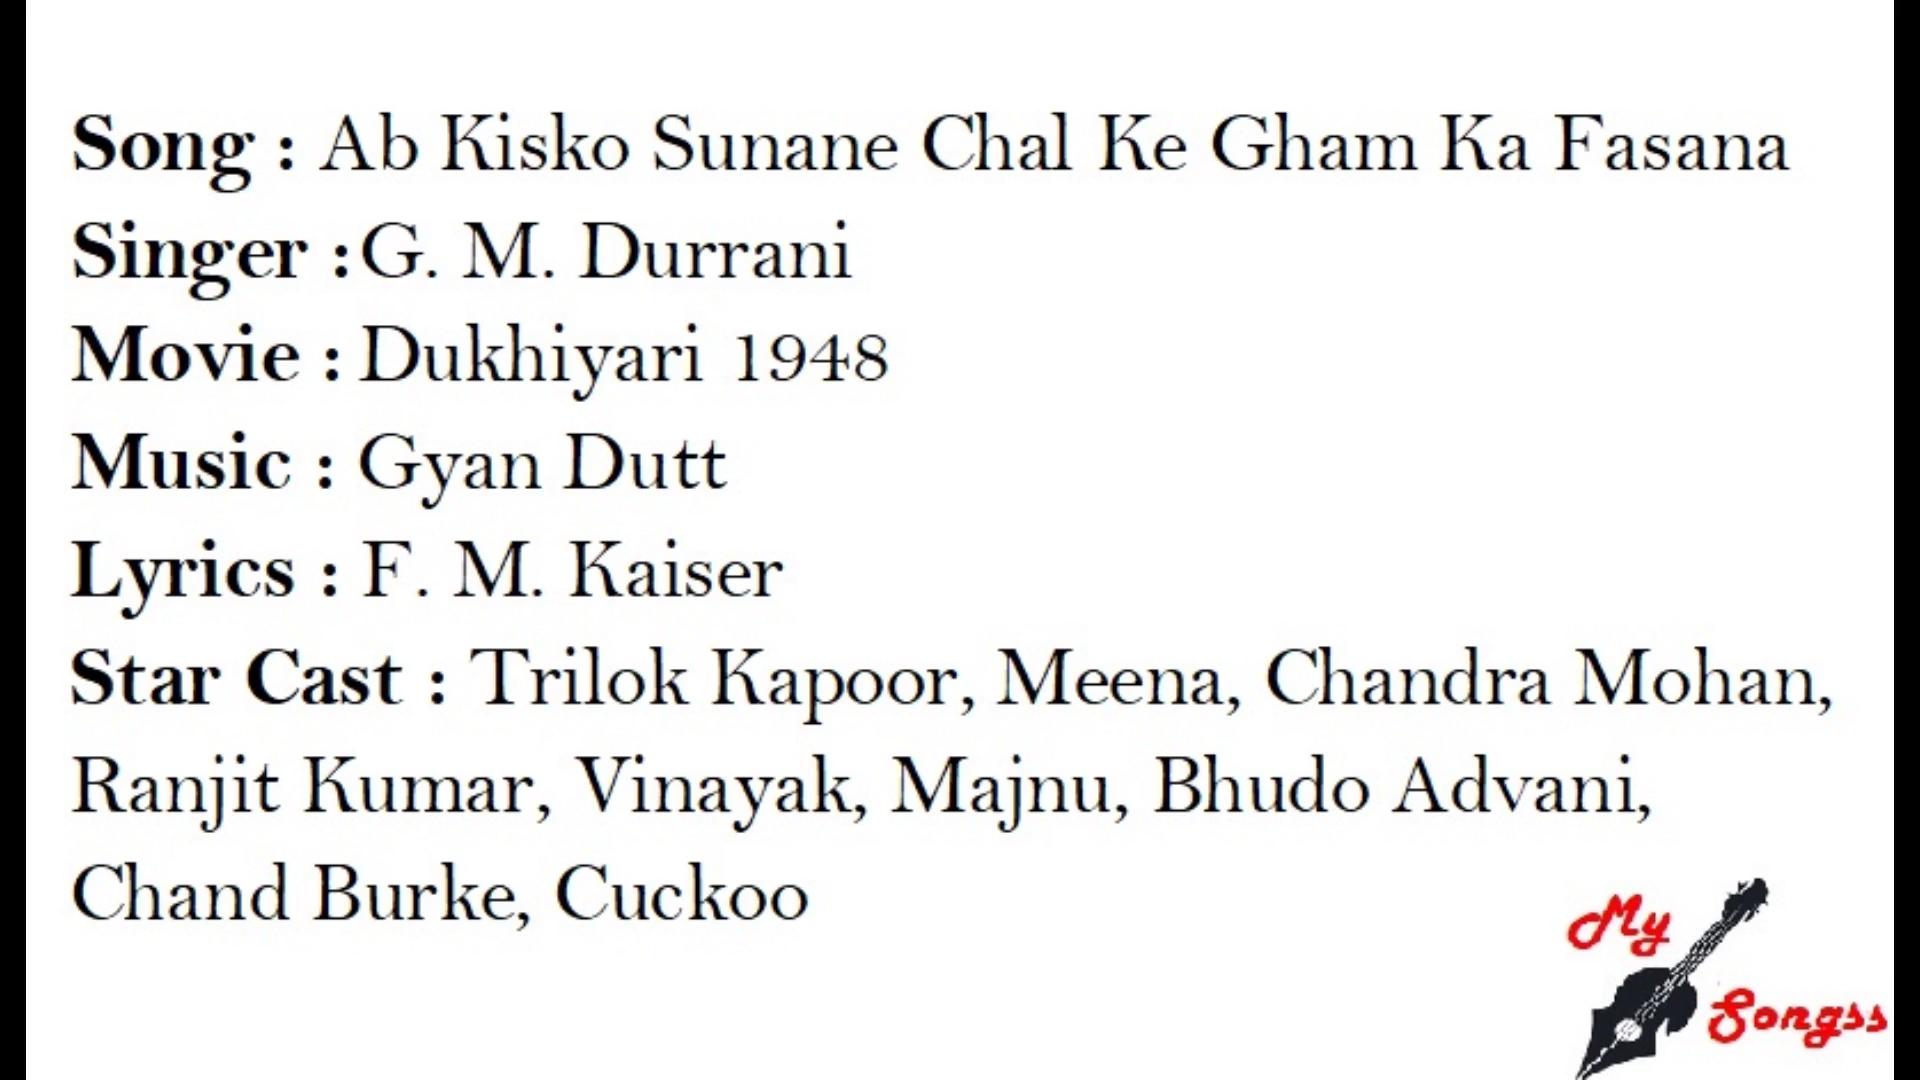 Song : Ab Kisko Sunane Chal Ke Gham Ka Fasana
Singer : G. M. Durrani
Movie : Dukhiyari 1948
Music : Gyan Dutt
Lyrics : F. M. Kaiser
Star Cast : Trilok Kapoor, Meena, Chandra Mohan,
Ranjit Kumar, Vinayak, Majnu, Bhudo Advani,
Chand Burke, Cuckoo
My
Songss